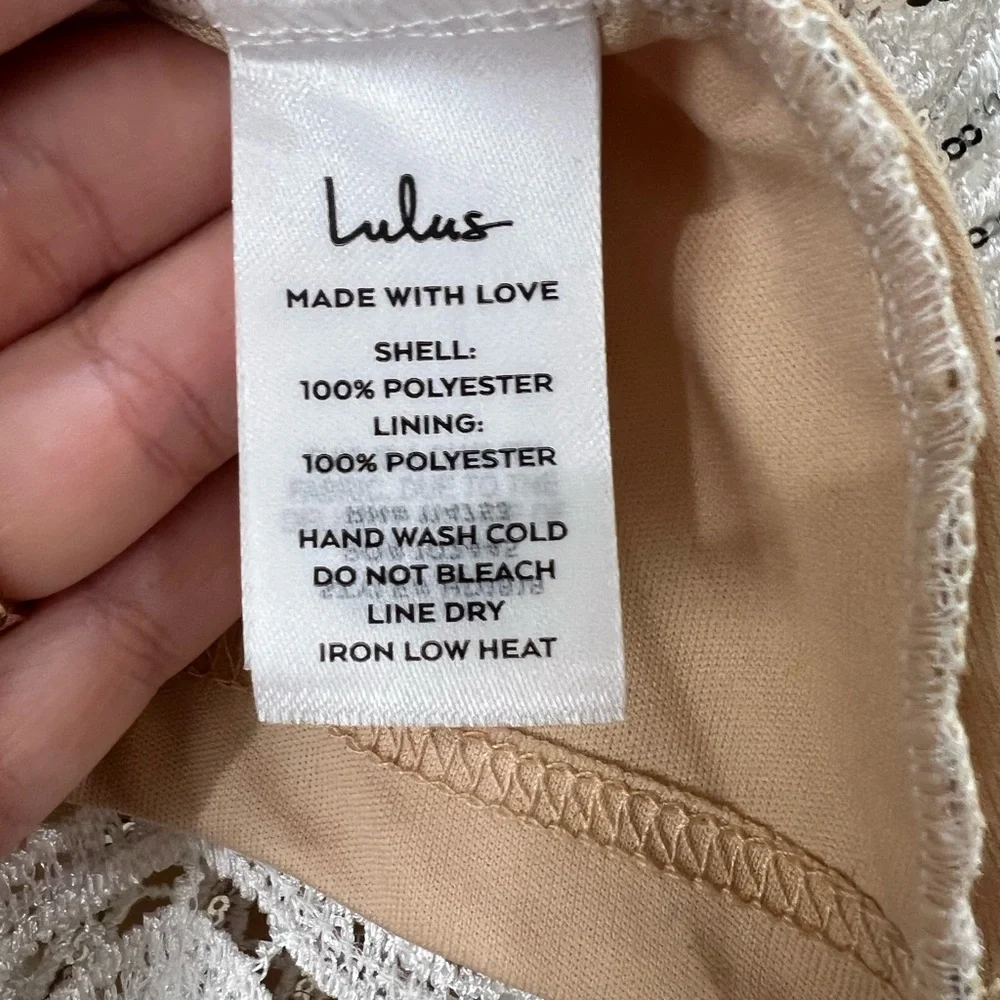 Lulus
MADE WITH LOVE
SHELL:
100% POLYESTER
LINING:
100% POLYESTER
HAND WASH COLD
DO NOT BLEACH
LINE DRY
IRON LOW HEAT